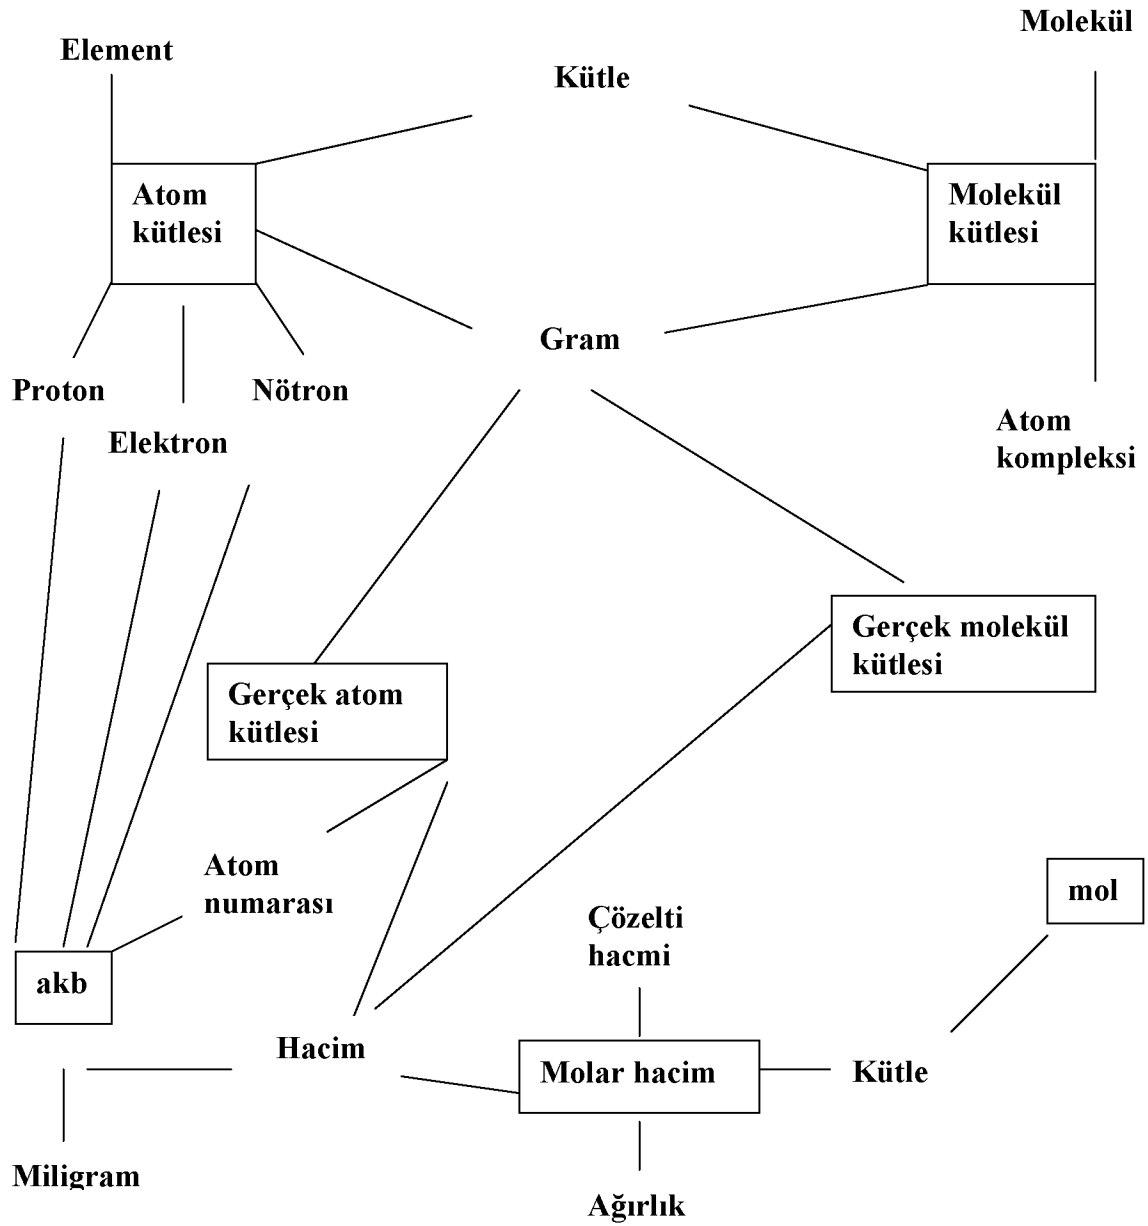 Molekül
Element
Kütle
Atom
kütlesi
Molekül
kütlesi
Gram
Proton
Nötron
Elektron
Atom
kompleksi
Gerçek molekül
kütlesi
Gerçek atom
kütlesi
Atom
numarası
mol
Çözelti
hacmi
akb
Hacim
Molar hacim
Kütle
Miligram
Ağırlık